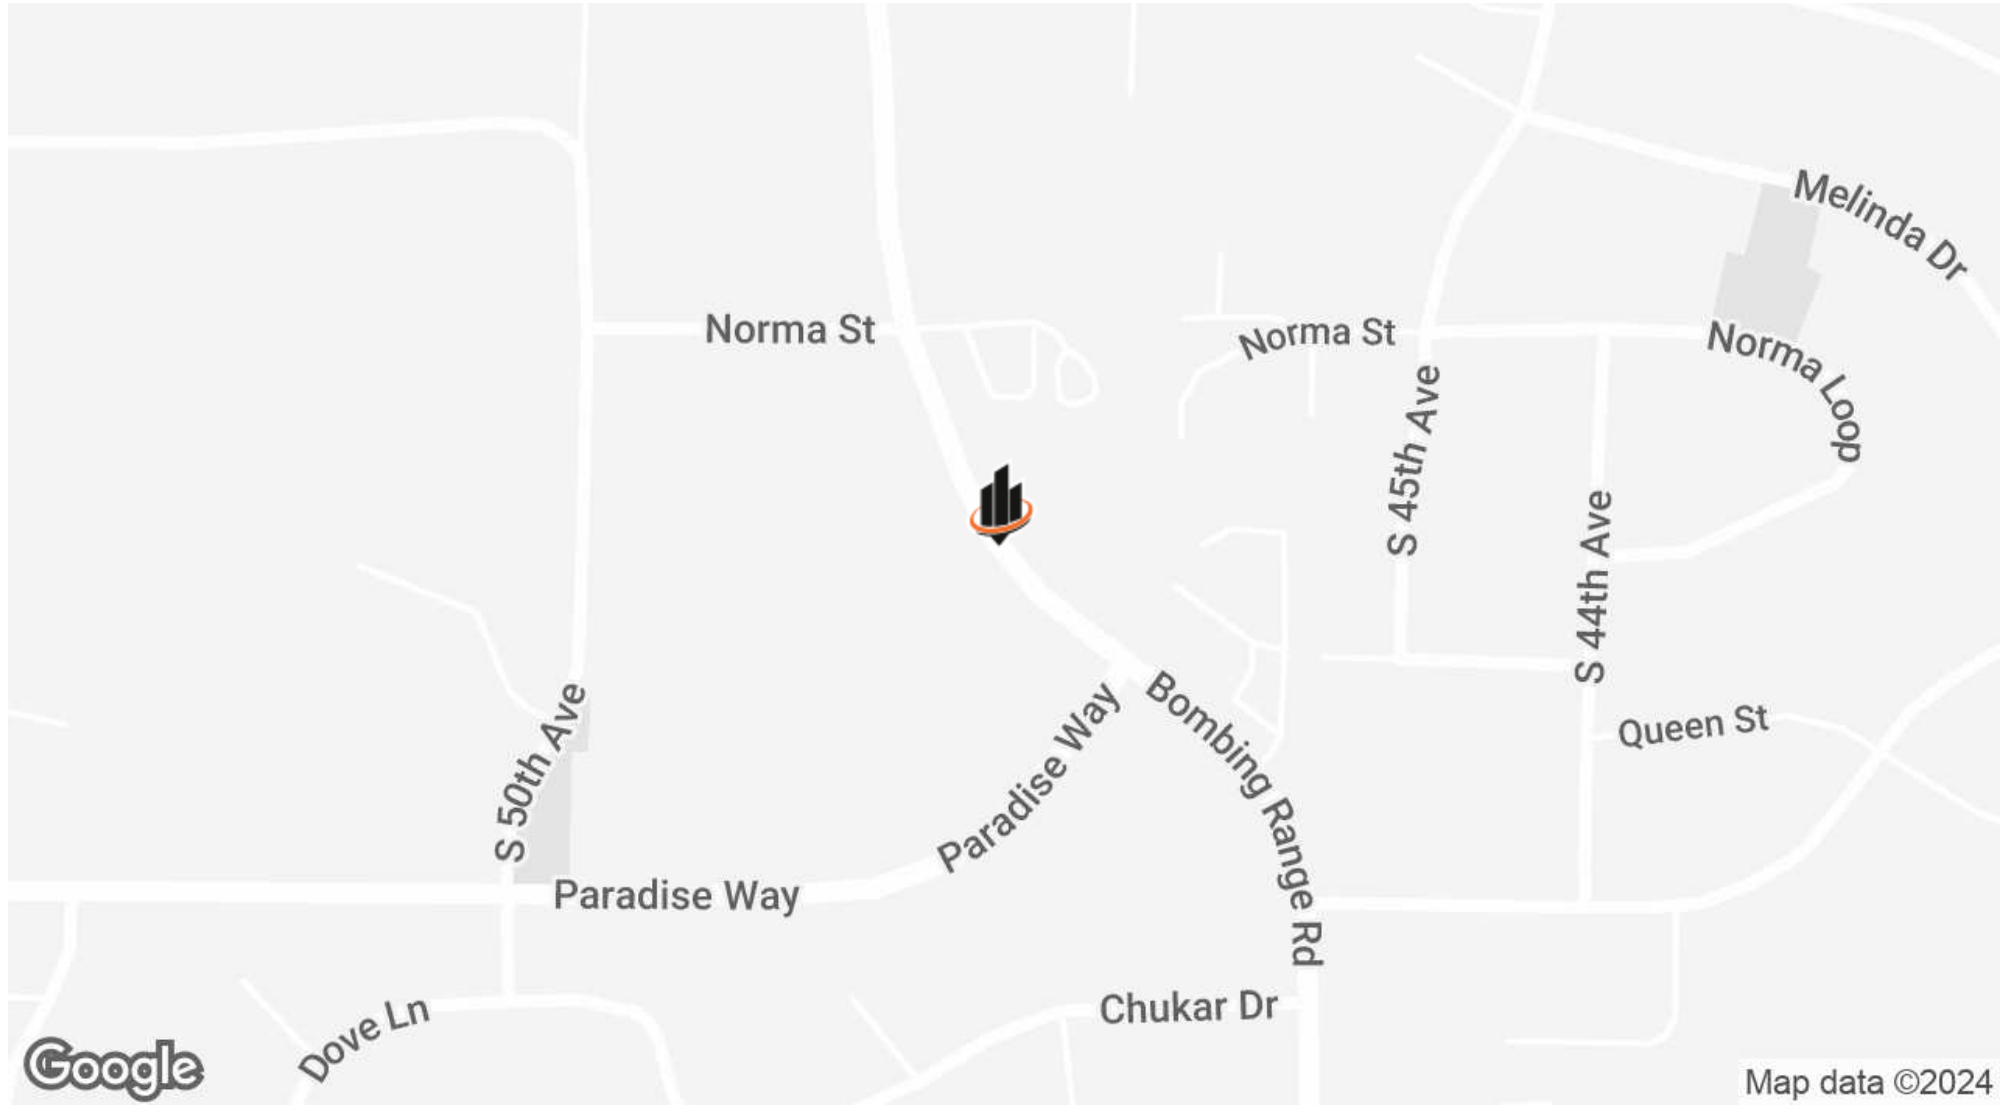 Melinda Dr
Norma St
Norma St
Norma Loop
S 45th Ave
S 44th Ave
S 50th Ave
Queen St
Paradise Way
Bombing Range Rd
Paradise Way
Chukar Dr
Dove Ln
Google
Map data ©2024